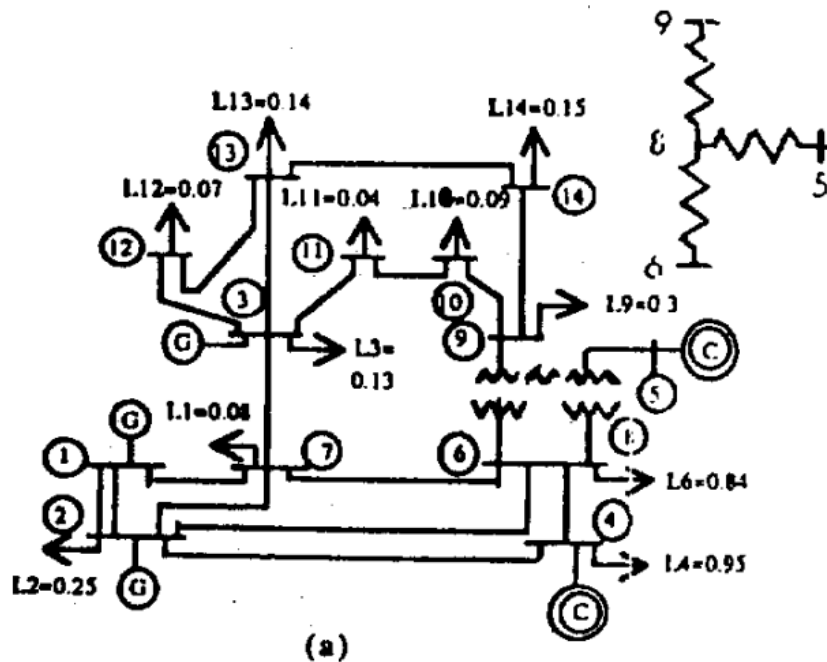 9
8
5
6
L13=0.14
L14=0.15
13
L12=0.07
L11=0.04
L10=0.09
14
12
11
3
10
9
L9=0.3
G
L3=
0.13
C
5
L1=0.08
G
1
7
6
8
L6=0.84
2
4
L4=0.95
L2=0.25
G
C
(a)